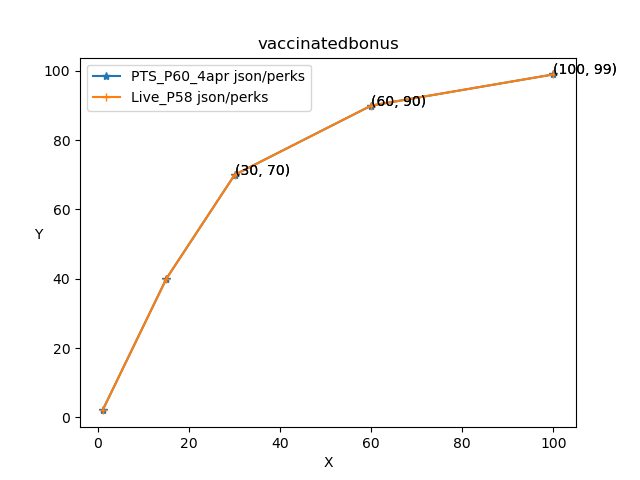 vaccinatedbonus
PTS_P60_4apr json/perks
Live_P58 json/perks
(100, 99)
(60, 90)
(30, 70)
Y
100
80
60
40
20
0
0 20 40 60 80 100
X